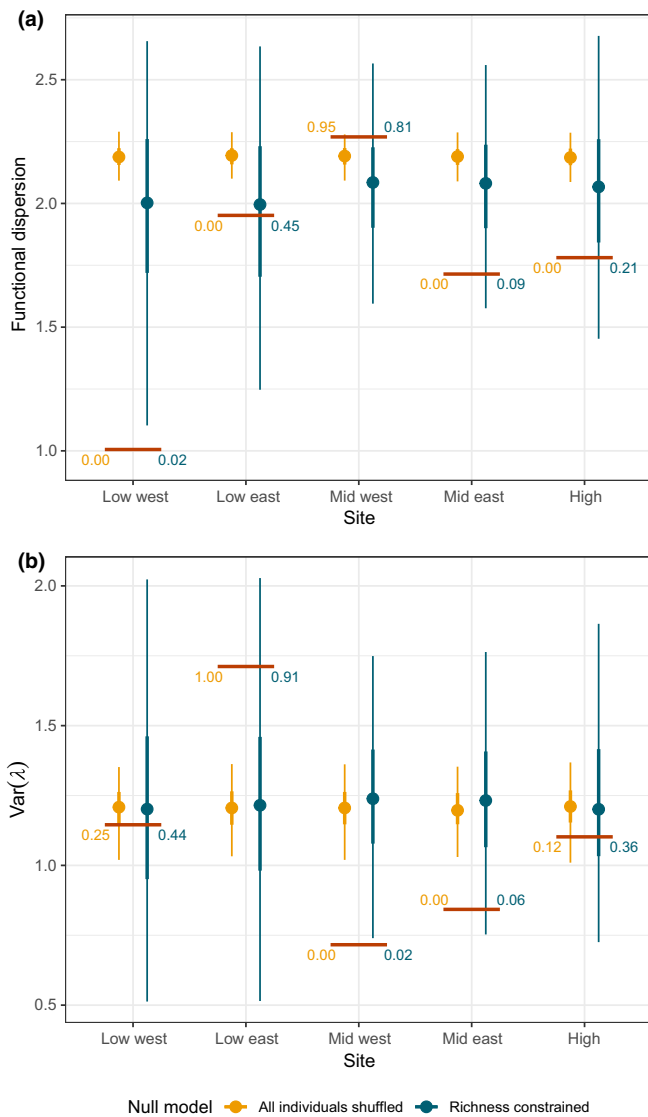 (a)
Functional dispersion
2.5
2.0
1.5
1.0
0.95 0.81
0.00 0.45
0.00 0.09
0.00 0.21
0.00 0.02
Low west Low east Mid west Mid east High
Site
(b)
Var(λ)
2.0
1.5
1.0
0.5
1.00 0.91
0.25 0.44
0.12 0.36
0.00 0.06
0.00 0.02
Low west Low east Mid west Mid east High
Site
Null model All individuals shuffled Richness constrained